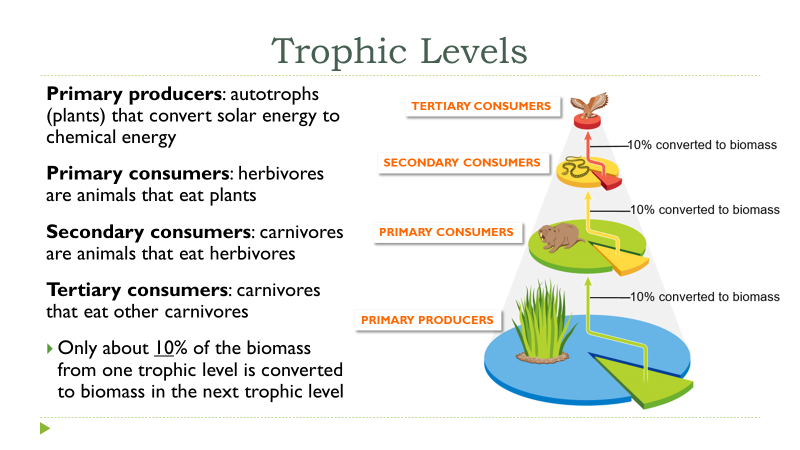 Trophic Levels
Primary producers: autotrophs
(plants) that convert solar energy to
chemical energy
Primary consumers: herbivores
are animals that eat plants
Secondary consumers: carnivores
are animals that eat herbivores
Tertiary consumers: carnivores
that eat other carnivores
Only about 10% of the biomass
from one trophic level is converted
to biomass in the next trophic level
TERTIARY CONSUMERS
10% converted to biomass
SECONDARY CONSUMERS
10% converted to biomass
PRIMARY CONSUMERS
10% converted to biomass
PRIMARY PRODUCERS